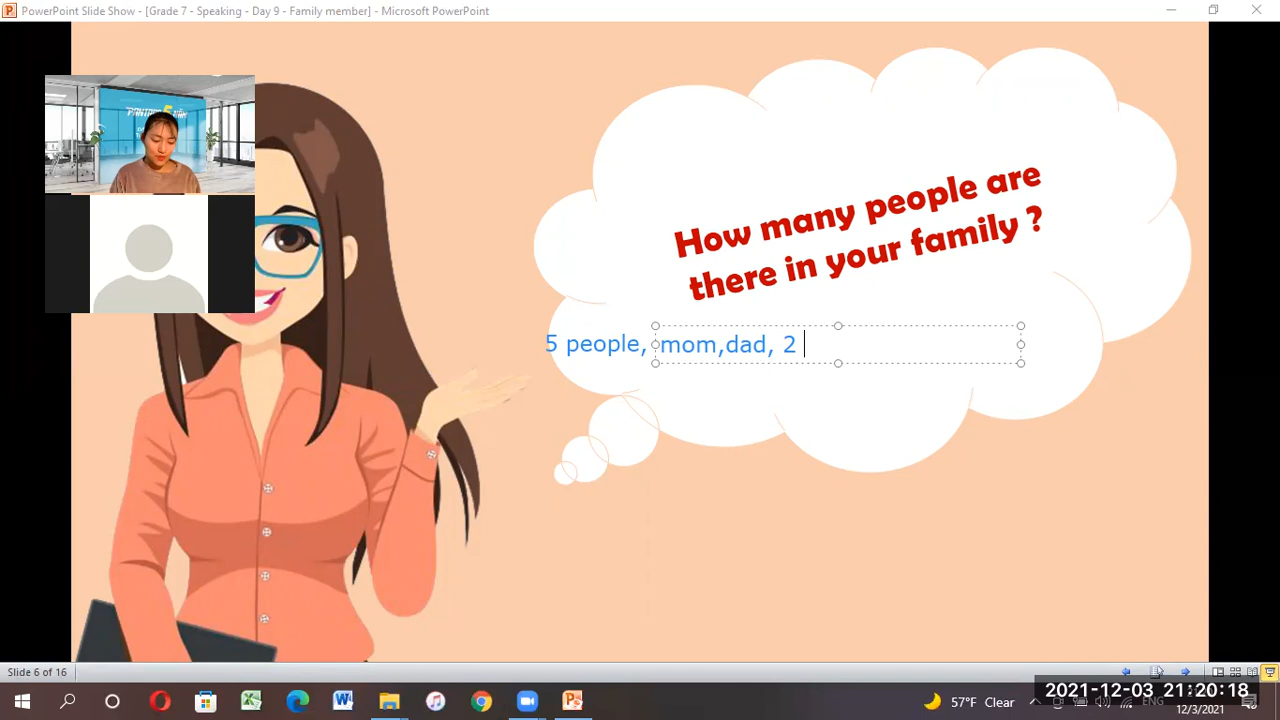 PowerPoint Slide Show - [Grade 7 - Speaking - Day 9 - Family member] - Microsoft PowerPoint
How many people are
there in your family ?
5 people, mom,dad, 2
Slide 6 of 16
57°F Clear
ENG
2021-12-03 21:20:18
12/3/2021